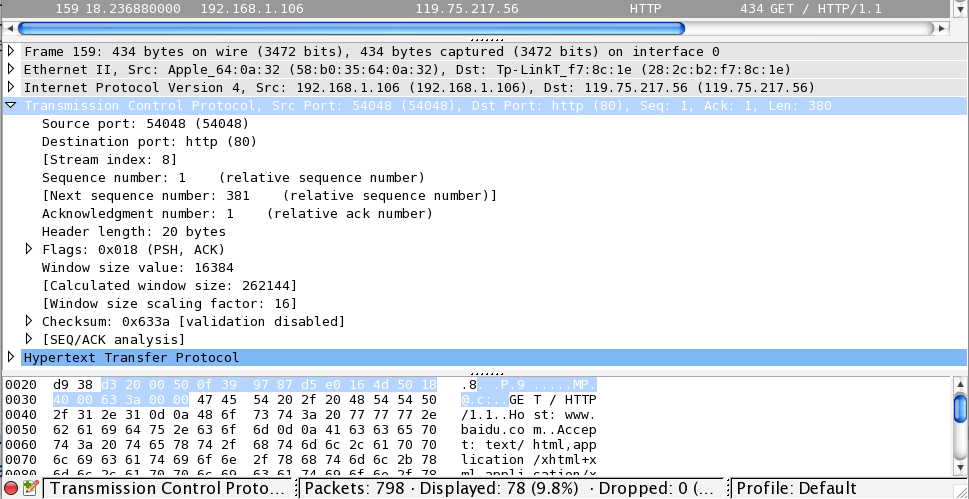 159 18.236880000 192.168.1.106 119.75.217.56 HTTP 434 GET / HTTP/1.1
Frame 159: 434 bytes on wire (3472 bits), 434 bytes captured (3472 bits) on interface 0
Ethernet II, Src: Apple_64:0a:32 (58:b0:35:64:0a:32), Dst: Tp-LinkT_f7:8c:1e (28:2c:b2:f7:8c:1e)
Internet Protocol Version 4, Src: 192.168.1.106 (192.168.1.106), Dst: 119.75.217.56 (119.75.217.56)
Transmission Control Protocol, Src Port: 54048 (54048), Dst Port: http (80), Seq: 1, Ack: 1, Len: 380
Source port: 54048 (54048)
Destination port: http (80)
[Stream index: 8]
Sequence number: 1 (relative sequence number)
[Next sequence number: 381 (relative sequence number)]
Acknowledgment number: 1 (relative ack number)
Header length: 20 bytes
Flags: 0x018 (PSH, ACK)
Window size value: 16384
[Calculated window size: 262144]
[Window size scaling factor: 16]
Checksum: 0x633a [validation disabled]
[SEQ/ACK analysis]
Hypertext Transfer Protocol
0020 d9 38 d3 20 00 50 0f 39 97 87 d5 e0 16 4d 50 18 .8. .P.9 .....MP.
0030 40 00 63 3a 00 00 47 45 54 20 2f 20 48 54 54 50 @.c:..GE T / HTTP
0040 2f 31 2e 31 0d 0a 48 6f 73 74 3a 20 77 77 77 2e /1.1..Ho st: www.
0050 62 61 69 64 75 2e 63 6f 6d 0d 0a 41 63 63 65 70 baidu.co m..Accep
0060 74 3a 20 74 65 78 74 2f 68 74 6d 6c 2c 61 70 70 t: text/ html,app
0070 6c 69 63 61 74 69 6f 6e 2f 78 68 74 6d 6c 2b 78 lication /xhtml+x
0080 6d 6c 2c 61 70 70 6c 69 63 61 74 69 6f 6e 2f 78 ml,appli cation/x
Transmission Control Proto... Packets: 798 · Displayed: 78 (9.8%) · Dropped: 0 (... Profile: Default